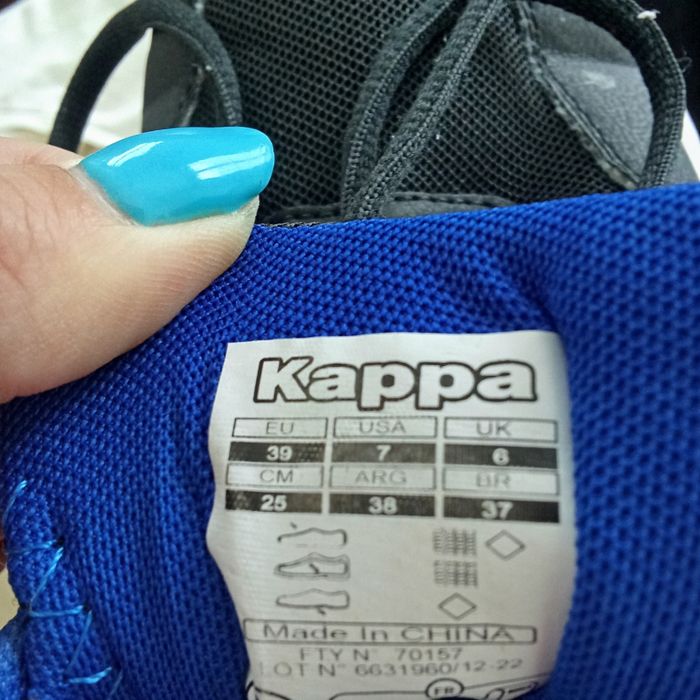 Kappa
EU USA UK
39 7 6
CM ARG BR
25 38 37
Made In CHINA
FTY N° 70157
LOT N° 6631960/12-22
FR